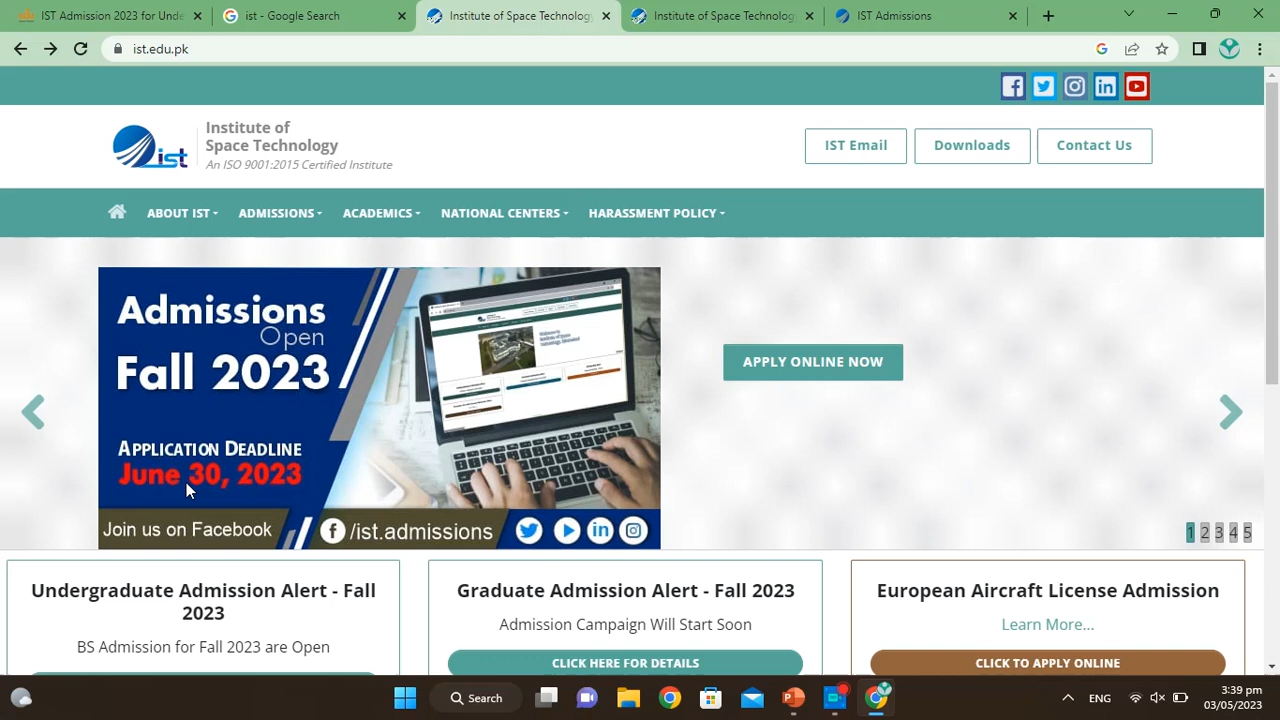 IST Admission 2023 for Unde
ist - Google Search
Institute of Space Technology
Institute of Space Technology
IST Admissions
ist.edu.pk
ist
Institute of
Space Technology
An ISO 9001:2015 Certified Institute
IST Email
Downloads
Contact Us
ABOUT IST
ADMISSIONS
ACADEMICS
NATIONAL CENTERS
HARASSMENT POLICY
Admissions
Open
Fall 2023
APPLICATION DEADLINE
June 30, 2023
Join us on Facebook
/ist.admissions
APPLY ONLINE NOW
1 2 3 4 5
Undergraduate Admission Alert - Fall
2023
BS Admission for Fall 2023 are Open
Graduate Admission Alert - Fall 2023
Admission Campaign Will Start Soon
CLICK HERE FOR DETAILS
European Aircraft License Admission
Learn More...
CLICK TO APPLY ONLINE
Search
ENG
3:39 pm
03/05/2023